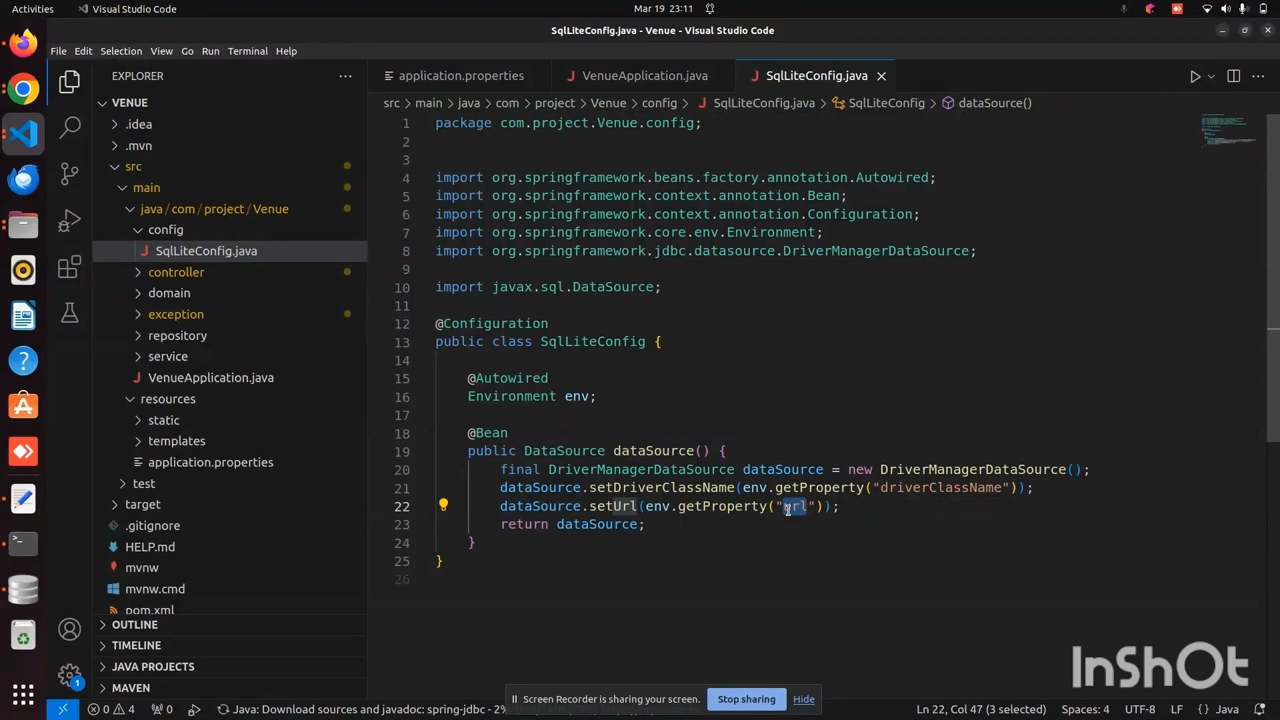 Activities
Visual Studio Code
Mar 19 23:11
SqlLiteConfig.java - Venue - Visual Studio Code
File Edit Selection View Go Run Terminal Help
EXPLORER
application.properties
VenueApplication.java
SqlLiteConfig.java
src > main > java > com > project > Venue > config > SqlLiteConfig.java > SqlLiteConfig > dataSource()
VENUE
.idea
.mvn
src
main
java/com/project/Venue
config
SqlLiteConfig.java
controller
domain
exception
repository
service
VenueApplication.java
resources
static
templates
application.properties
test
target
.gitignore
HELP.md
mvnw
mvnw.cmd
pom.xml
OUTLINE
TIMELINE
JAVA PROJECTS
MAVEN
1 package com.project.Venue.config;
2
3
4 import org.springframework.beans.factory.annotation.Autowired;
5 import org.springframework.context.annotation.Bean;
6 import org.springframework.context.annotation.Configuration;
7 import org.springframework.core.env.Environment;
8 import org.springframework.jdbc.datasource.DriverManagerDataSource;
9
10 import javax.sql.DataSource;
11
12 @Configuration
13 public class SqlLiteConfig {
14
15 @Autowired
16 Environment env;
17
18 @Bean
19 public DataSource dataSource() {
20 final DriverManagerDataSource dataSource = new DriverManagerDataSource();
21 dataSource.setDriverClassName(env.getProperty("driverClassName"));
22 dataSource.setUrl(env.getProperty("url"));
23 return dataSource;
24 }
25 }
26
InShOt
Screen Recorder is sharing your screen. Stop sharing Hide
1
0 4 0 Java: Download sources and javadoc: spring-jdbc - 2% Ln 22, Col 47 (3 selected) Spaces: 4 UTF-8 LF {} Java